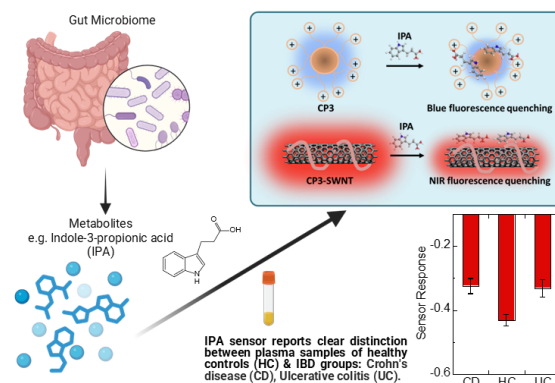 Gut Microbiome
Metabolites
e.g. Indole-3-propionic acid
(IPA)
O
OH
N
H
IPA
CP3
Blue fluorescence quenching
IPA
CP3-SWNT
NIR fluorescence quenching
IPA sensor reports clear distinction
between plasma samples of healthy
controls (HC) & IBD groups: Crohn's
disease (CD), Ulcerative colitis (UC).
Sensor Response
-0.2
-0.4
-0.6
CD HC UC